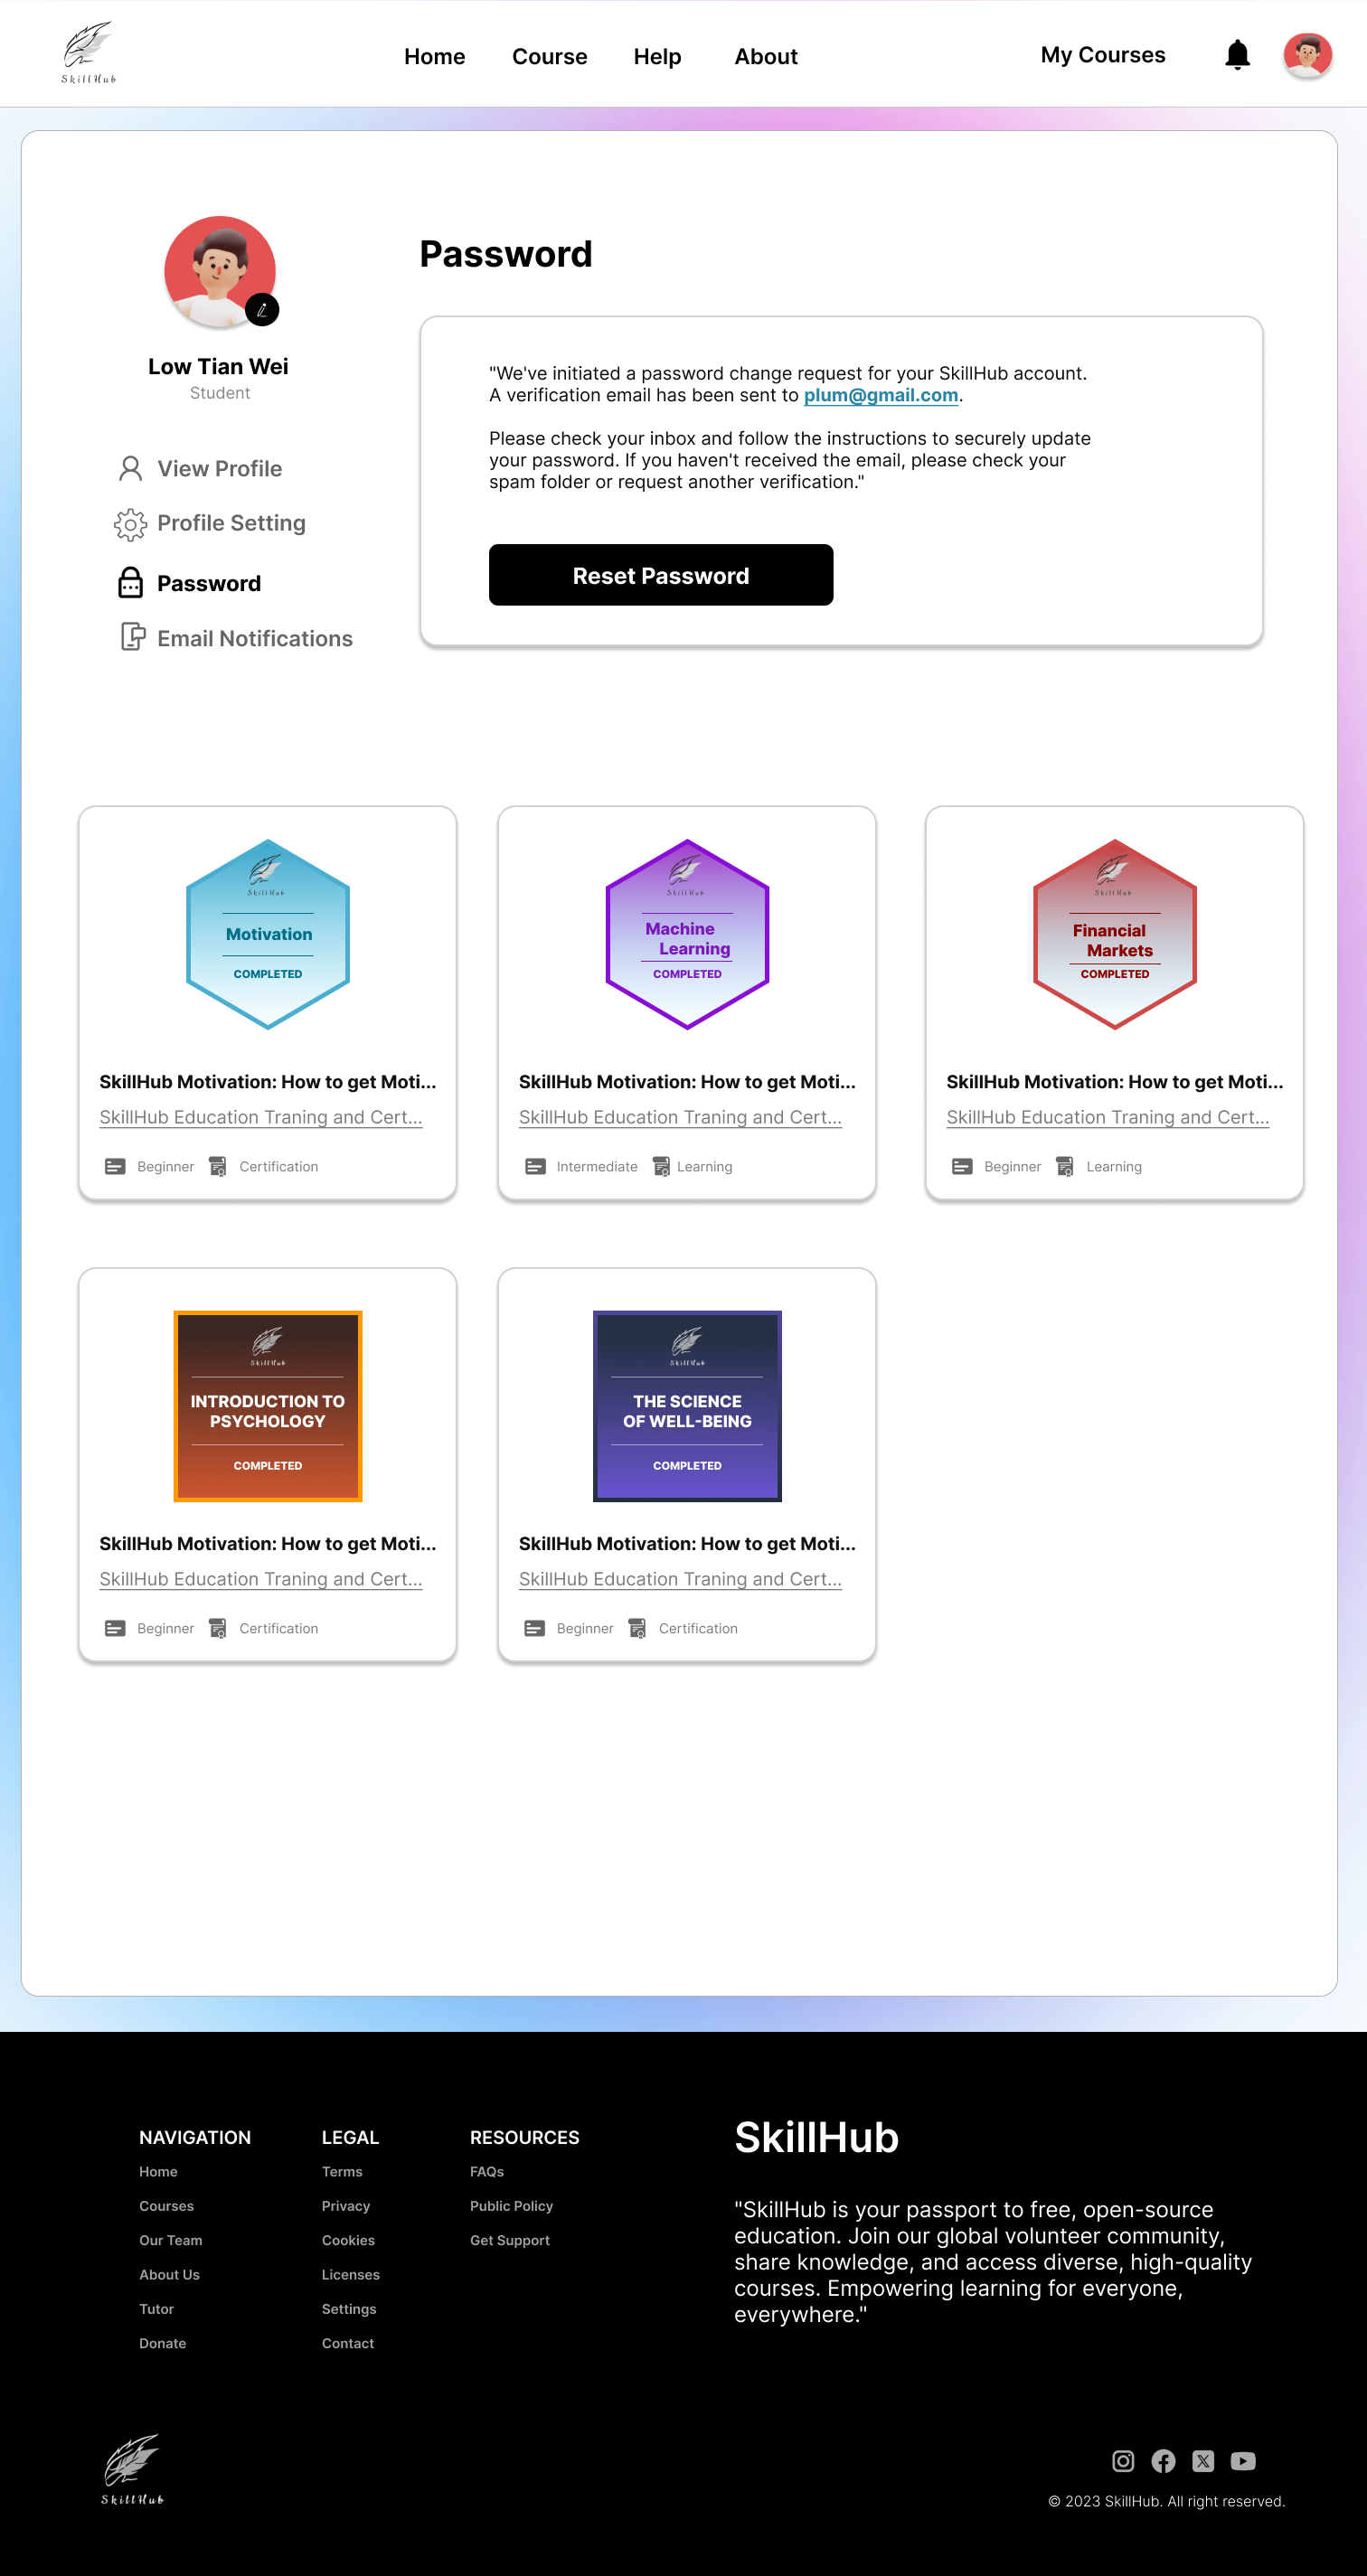 SkillHub
Home
Course
Help
About
My Courses
Low Tian Wei
Student
View Profile
Profile Setting
Password
Email Notifications
Password
"We've initiated a password change request for your SkillHub account.
A verification email has been sent to plum@gmail.com.
Please check your inbox and follow the instructions to securely update
your password. If you haven't received the email, please check your
spam folder or request another verification."
Reset Password
SkillHub
Motivation
COMPLETED
SkillHub Motivation: How to get Moti...
SkillHub Education Traning and Cert...
Beginner
Certification
SkillHub
Machine
Learning
COMPLETED
SkillHub Motivation: How to get Moti...
SkillHub Education Traning and Cert...
Intermediate
Learning
SkillHub
Financial
Markets
COMPLETED
SkillHub Motivation: How to get Moti...
SkillHub Education Traning and Cert...
Beginner
Learning
SkillHub
INTRODUCTION TO
PSYCHOLOGY
COMPLETED
SkillHub Motivation: How to get Moti...
SkillHub Education Traning and Cert...
Beginner
Certification
SkillHub
THE SCIENCE
OF WELL-BEING
COMPLETED
SkillHub Motivation: How to get Moti...
SkillHub Education Traning and Cert...
Beginner
Certification
NAVIGATION
Home
Courses
Our Team
About Us
Tutor
Donate
LEGAL
Terms
Privacy
Cookies
Licenses
Settings
Contact
RESOURCES
FAQs
Public Policy
Get Support
SkillHub
"SkillHub is your passport to free, open-source
education. Join our global volunteer community,
share knowledge, and access diverse, high-quality
courses. Empowering learning for everyone,
everywhere."
SkillHub
© 2023 SkillHub. All right reserved.